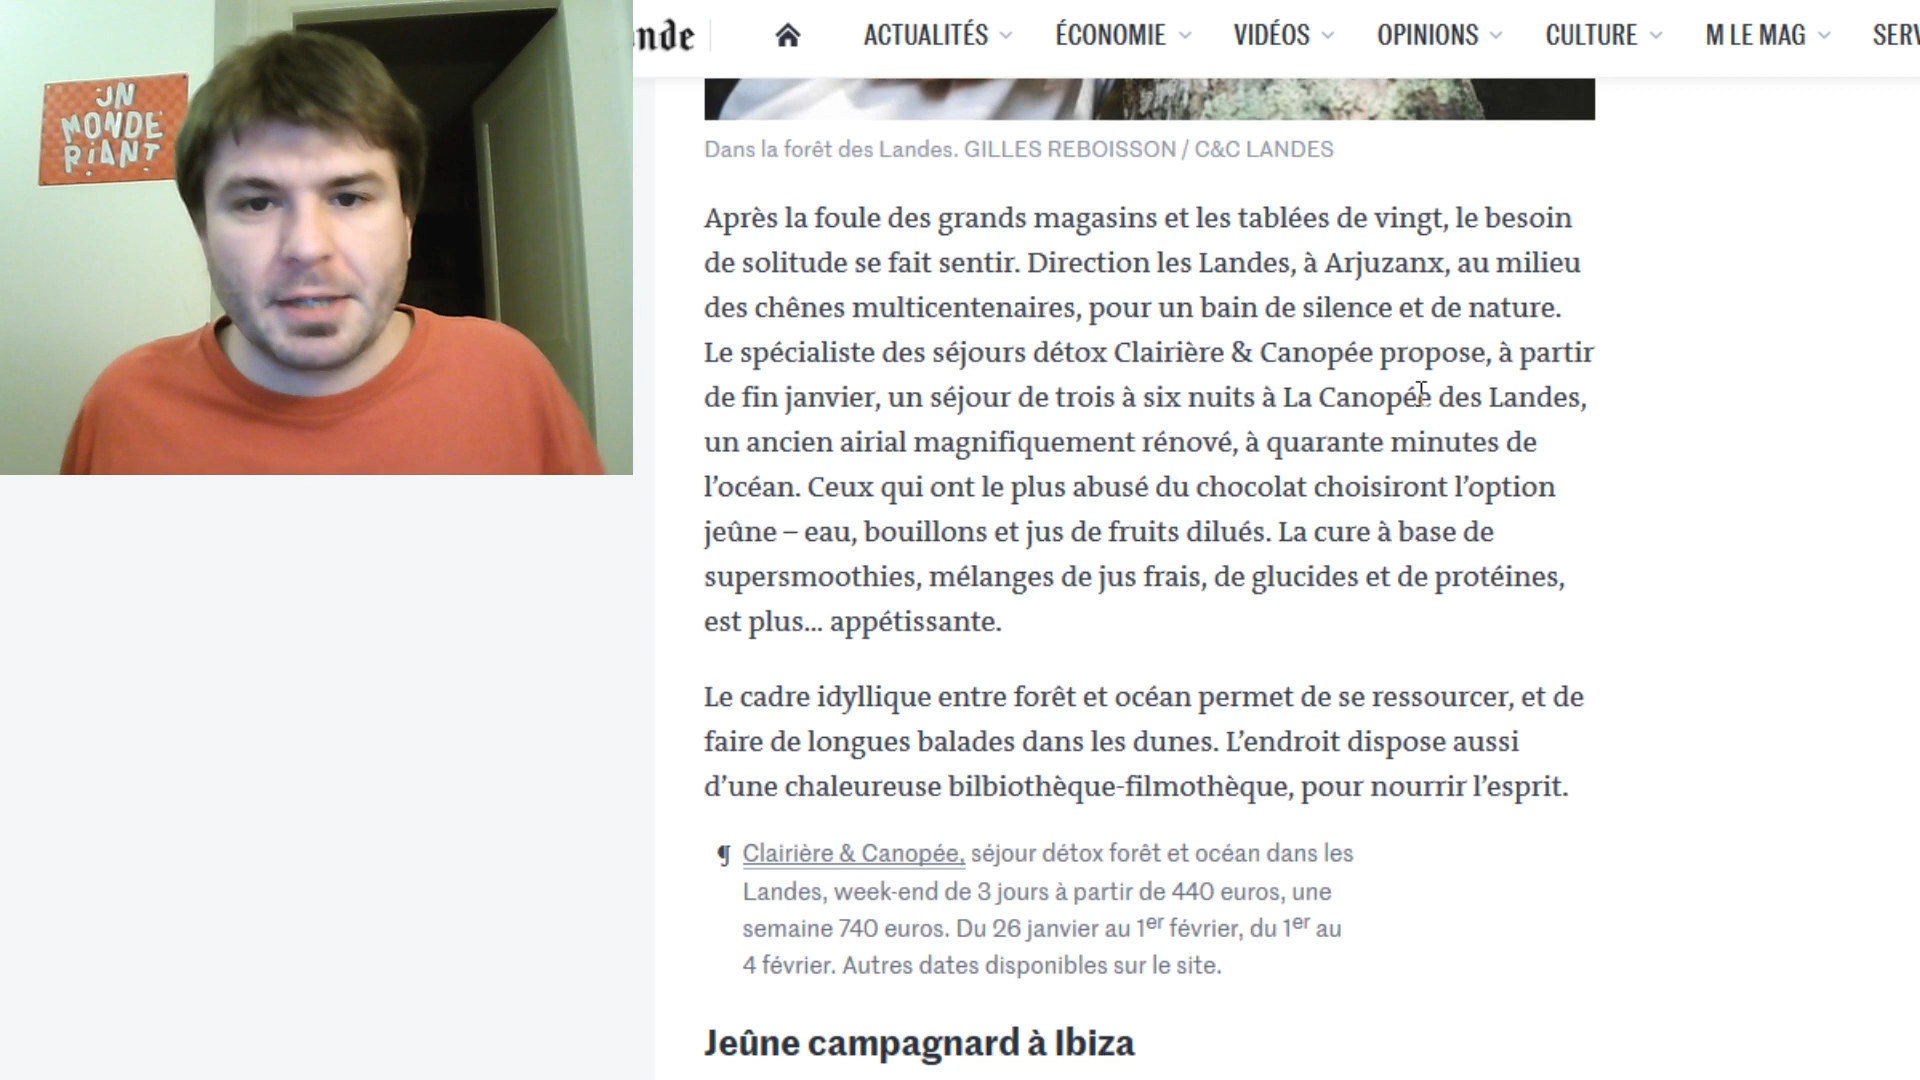 UN
MONDE
RiANT
nde
ACTUALITÉS ÉCONOMIE VIDÉOS OPINIONS CULTURE M LE MAG SERV
Dans la forêt des Landes. GILLES REBOISSON / C&C LANDES
Après la foule des grands magasins et les tablées de vingt, le besoin
de solitude se fait sentir. Direction les Landes, à Arjuzanx, au milieu
des chênes multicentenaires, pour un bain de silence et de nature.
Le spécialiste des séjours détox Clairière & Canopée propose, à partir
de fin janvier, un séjour de trois à six nuits à La Canopée des Landes,
un ancien airial magnifiquement rénové, à quarante minutes de
l’océan. Ceux qui ont le plus abusé du chocolat choisiront l’option
jeûne – eau, bouillons et jus de fruits dilués. La cure à base de
supersmoothies, mélanges de jus frais, de glucides et de protéines,
est plus… appétissante.
Le cadre idyllique entre forêt et océan permet de se ressourcer, et de
faire de longues balades dans les dunes. L’endroit dispose aussi
d’une chaleureuse bilbiothèque-filmothèque, pour nourrir l’esprit.
¶ Clairière & Canopée, séjour détox forêt et océan dans les
Landes, week-end de 3 jours à partir de 440 euros, une
semaine 740 euros. Du 26 janvier au 1er février, du 1er au
4 février. Autres dates disponibles sur le site.
Jeûne campagnard à Ibiza